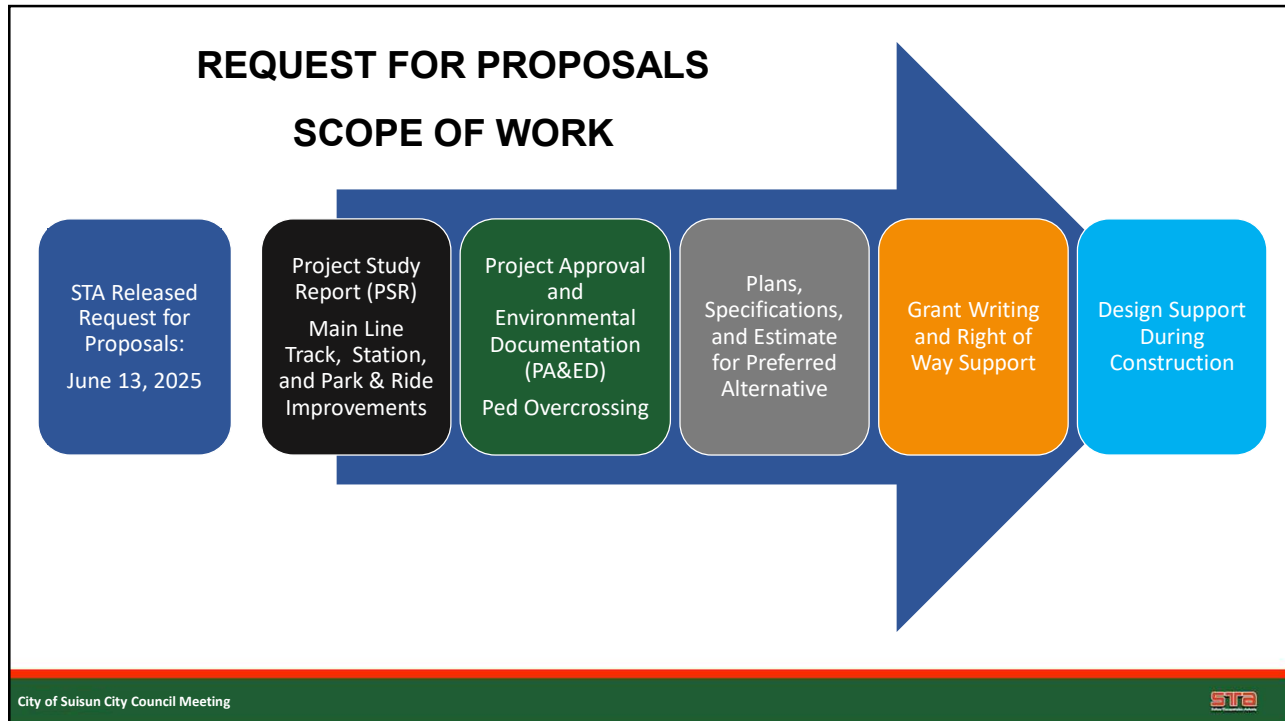 REQUEST FOR PROPOSALS
SCOPE OF WORK
STA Released
Request for
Proposals:
June 13, 2025
Project Study
Report (PSR)
Main Line
Track, Station,
and Park & Ride
Improvements
Project Approval
and
Environmental
Documentation
(PA&ED)
Ped Overcrossing
Plans,
Specifications,
and Estimate
for Preferred
Alternative
Grant Writing
and Right of
Way Support
Design Support
During
Construction
City of Suisun City Council Meeting
STa